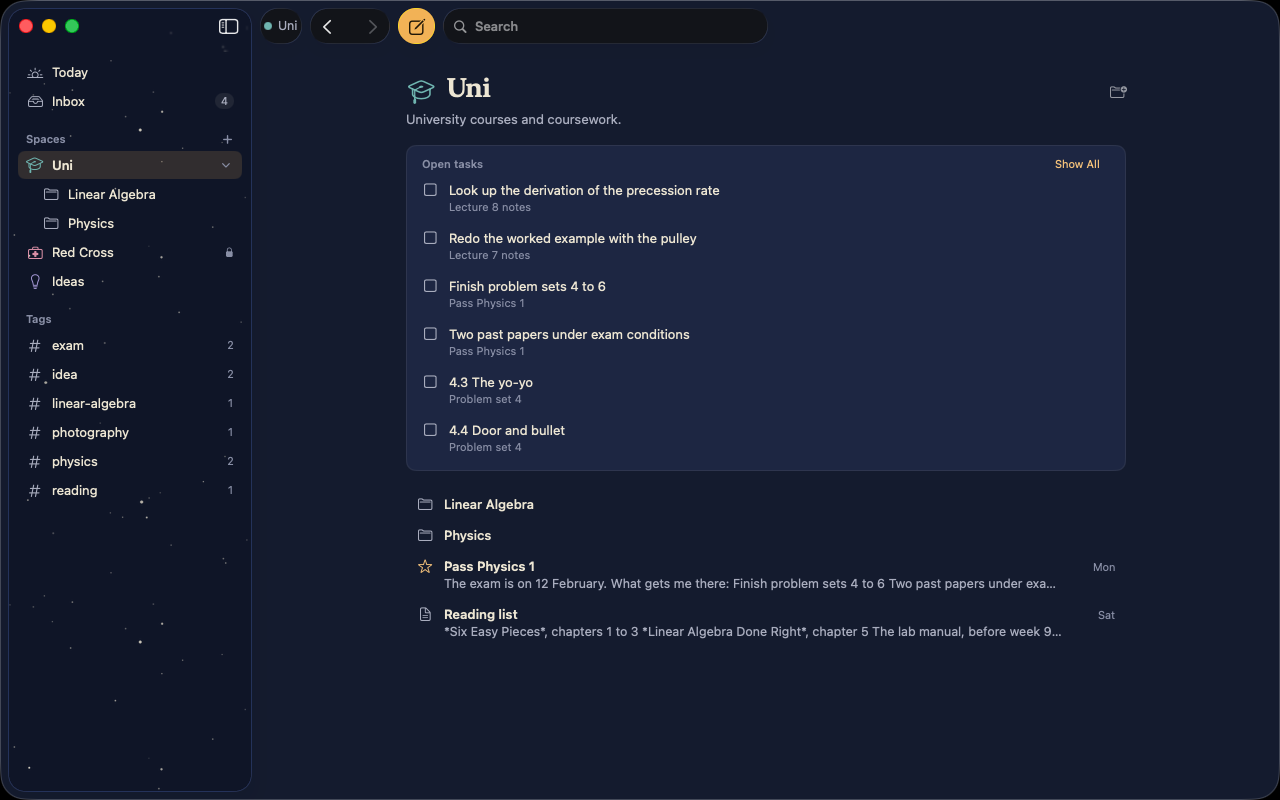 Uni
Search
Today
Inbox
4
Spaces
Uni
Linear Algebra
Physics
Red Cross
Ideas
Tags
# exam 2
# idea 2
# linear-algebra 1
# photography 1
# physics 2
# reading 1
Uni
University courses and coursework.
Open tasks
Show All
Look up the derivation of the precession rate
Lecture 8 notes
Redo the worked example with the pulley
Lecture 7 notes
Finish problem sets 4 to 6
Pass Physics 1
Two past papers under exam conditions
Pass Physics 1
4.3 The yo-yo
Problem set 4
4.4 Door and bullet
Problem set 4
Linear Algebra
Physics
Pass Physics 1
Mon
The exam is on 12 February. What gets me there: Finish problem sets 4 to 6 Two past papers under exa…
Reading list
Sat
*Six Easy Pieces*, chapters 1 to 3 *Linear Algebra Done Right*, chapter 5 The lab manual, before week 9…